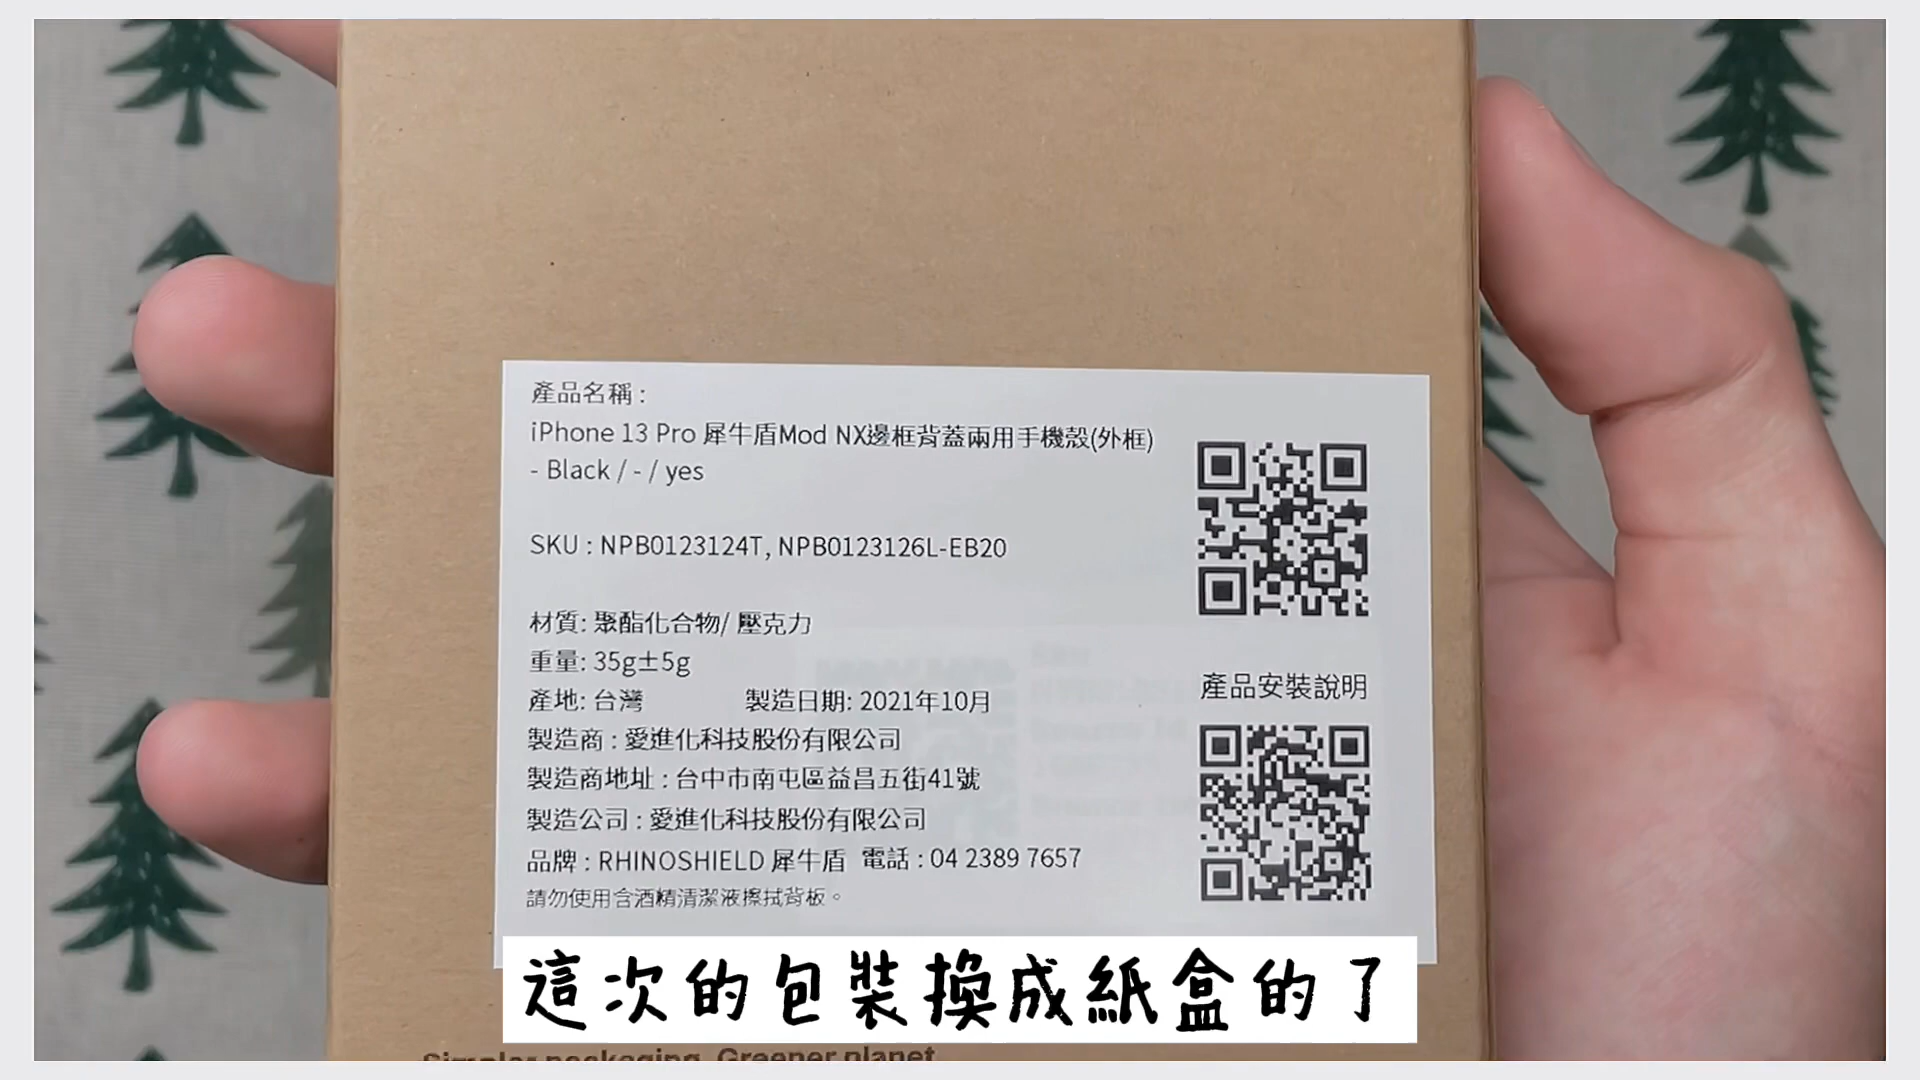 產品名稱 :
iPhone 13 Pro 犀牛盾Mod NX邊框背蓋兩用手機殼(外框)
- Black / - / yes
SKU : NPB0123124T, NPB0123126L-EB20
材質: 聚酯化合物/ 壓克力
重量: 35g±5g
產地: 台灣 製造日期: 2021年10月
製造商 : 愛進化科技股份有限公司
製造商地址 : 台中市南屯區益昌五街41號
製造公司 : 愛進化科技股份有限公司
品牌 : RHINOSHIELD 犀牛盾 電話 : 04 2389 7657
請勿使用含酒精清潔液擦拭背板。
產品安裝說明
這次的包裝換成紙盒的了
Simpler packaging. Greener planet